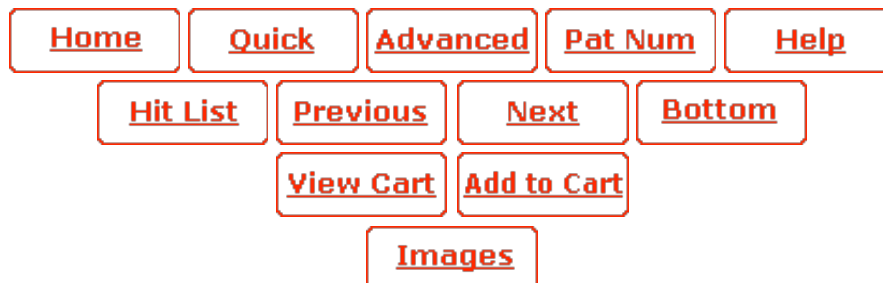 Home Quick Advanced Pat Num Help
Hit List Previous Next Bottom
View Cart Add to Cart
Images